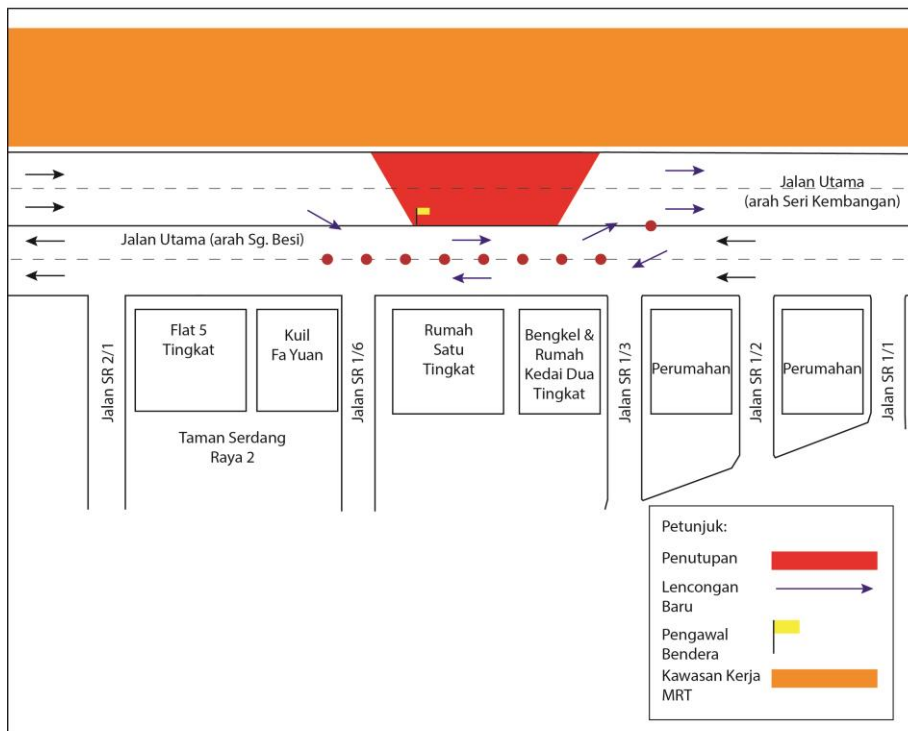 Jalan Utama
(arah Seri Kembangan)
Jalan Utama (arah Sg. Besi)
Jalan SR 2/1
Flat 5
Tingkat
Kuil
Fa Yuan
Jalan SR 1/6
Rumah
Satu
Tingkat
Bengkel &
Rumah
Kedai Dua
Tingkat
Jalan SR 1/3
Perumahan
Jalan SR 1/2
Perumahan
Jalan SR 1/1
Taman Serdang
Raya 2
Petunjuk:
Penutupan
Lencongan
Baru
Pengawal
Bendera
Kawasan Kerja
MRT